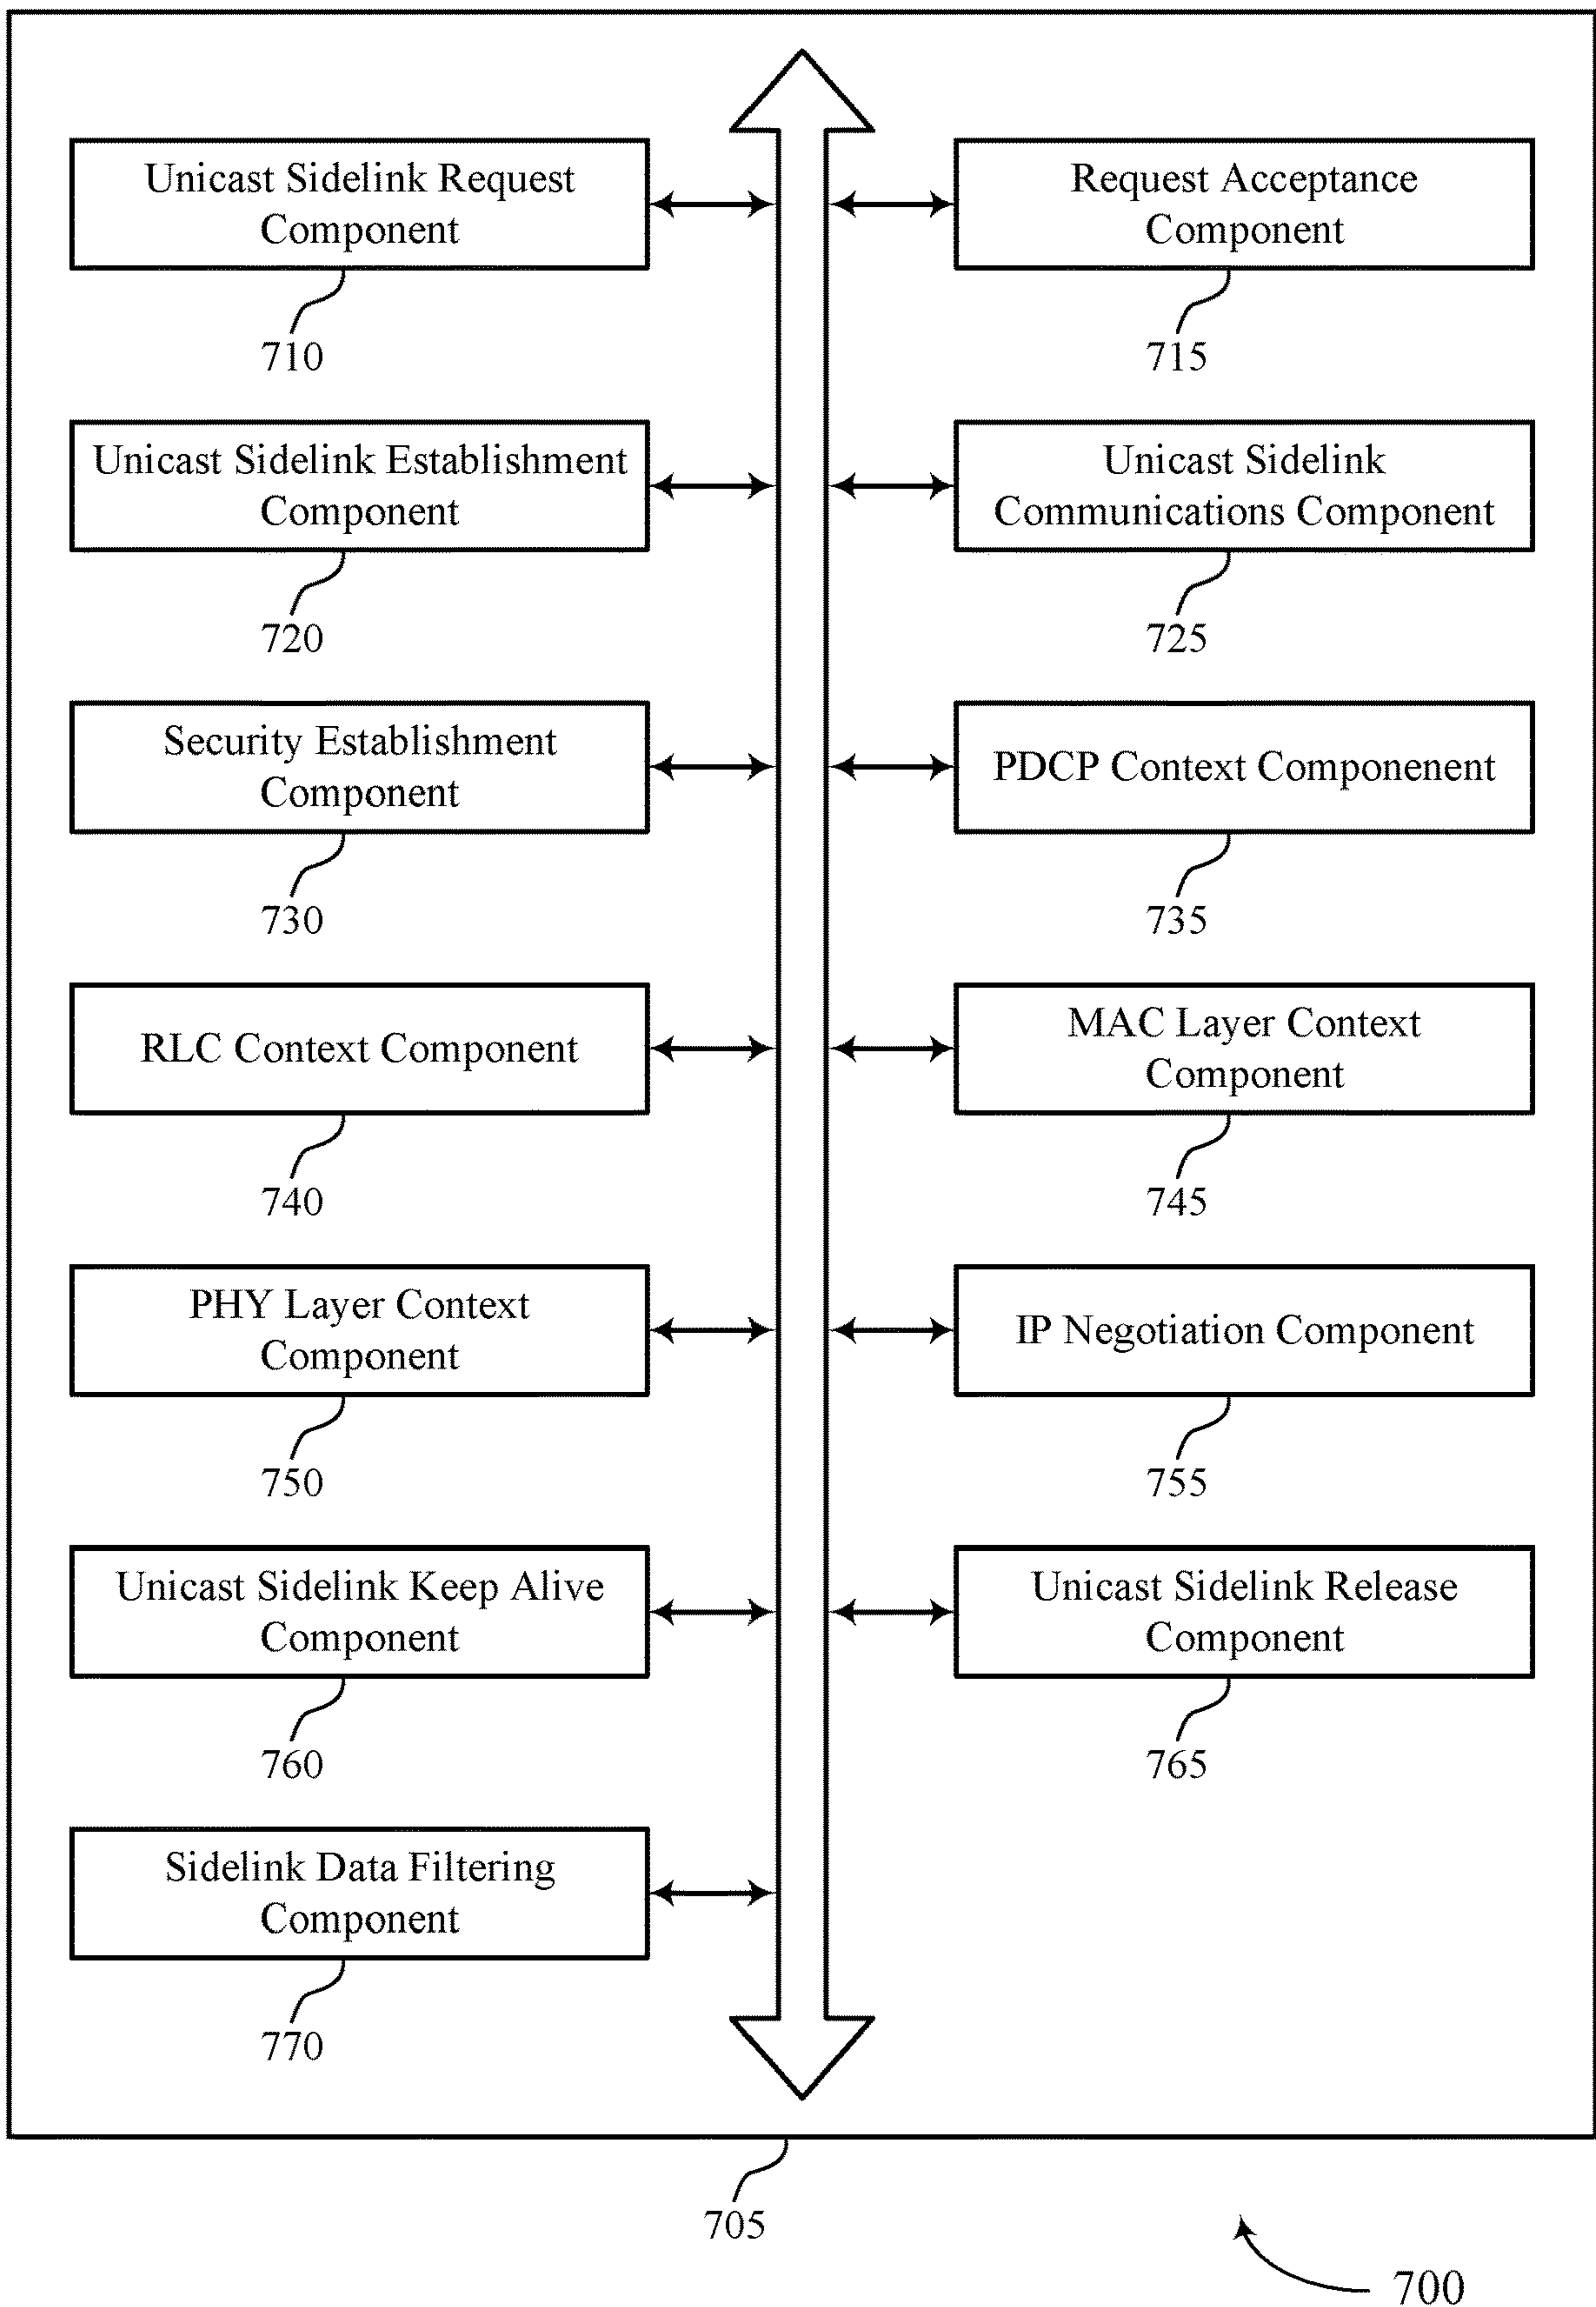 Unicast Sidelink Request
Component
710
Request Acceptance
Component
715
Unicast Sidelink Establishment
Component
720
Unicast Sidelink
Communications Component
725
Security Establishment
Component
730
PDCP Context Componenent
735
RLC Context Component
740
MAC Layer Context
Component
745
PHY Layer Context
Component
750
IP Negotiation Component
755
Unicast Sidelink Keep Alive
Component
760
Unicast Sidelink Release
Component
765
Sidelink Data Filtering
Component
770
705
700